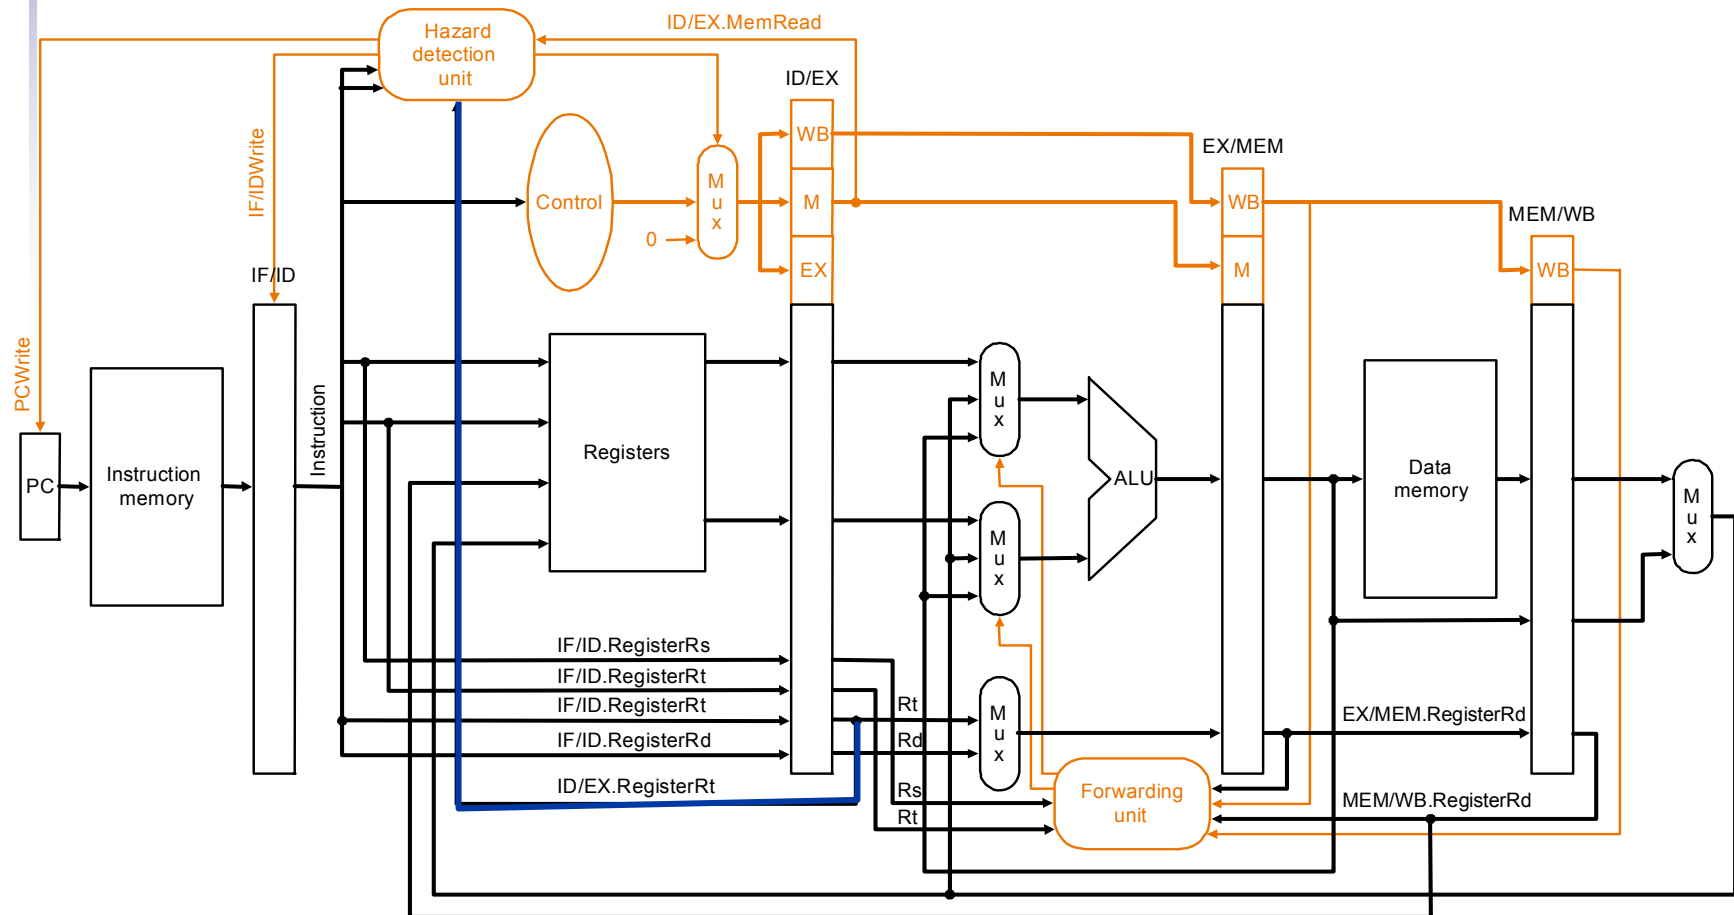 Hazard
detection
unit
ID/EX.MemRead
ID/EX
WB
M
EX
IF/IDWrite
Control
M
u
x
0
EX/MEM
WB
M
MEM/WB
WB
IF/ID
PCWrite
PC
Instruction
memory
Instruction
Registers
M
u
x
M
u
x
ALU
Data
memory
M
u
x
IF/ID.RegisterRs
IF/ID.RegisterRt
IF/ID.RegisterRt
IF/ID.RegisterRd
Rt
Rd
M
u
x
EX/MEM.RegisterRd
ID/EX.RegisterRt
Rs
Rt
Forwarding
unit
MEM/WB.RegisterRd